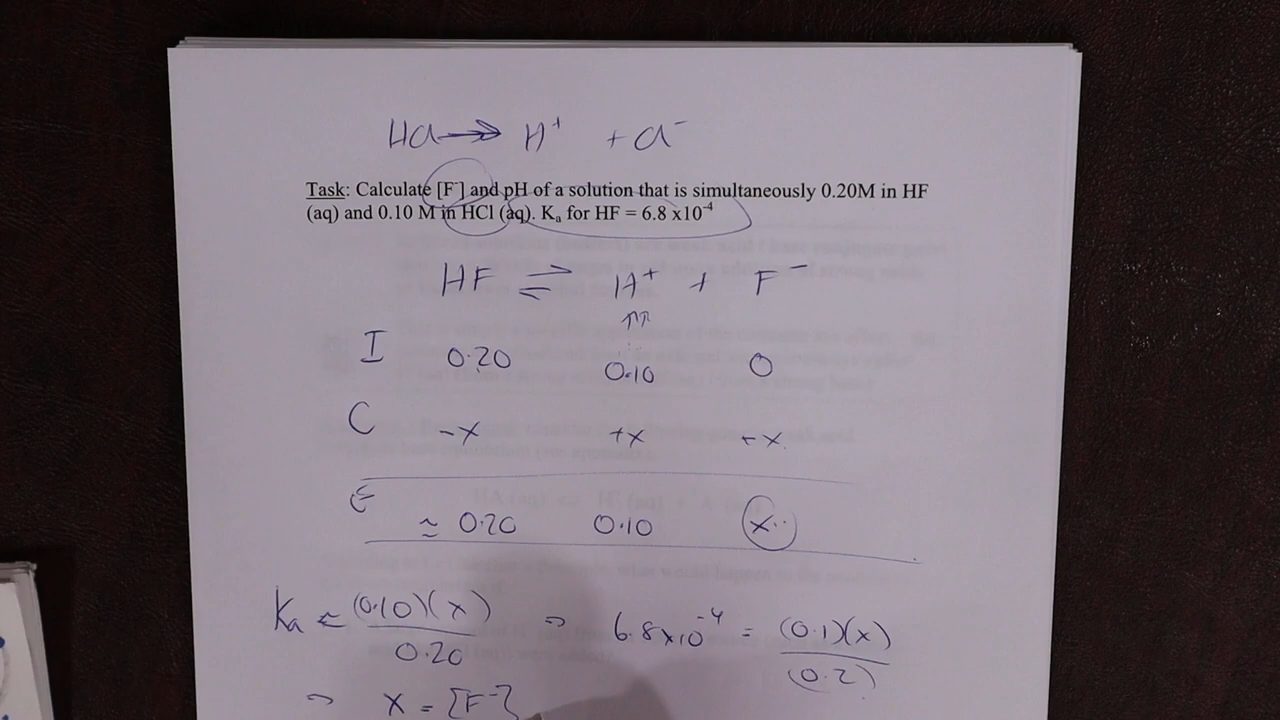 HCl → H⁺ + Cl⁻
Task: Calculate [F⁻] and pH of a solution that is simultaneously 0.20M in HF
(aq) and 0.10 M in HCl (aq). Kₐ for HF = 6.8 x10⁻⁴
HF ⇌ H⁺ + F⁻
↑↑
I 0.20 0.10 0
C -x +x +x
E ≈ 0.20 0.10 x
Ka = (0.10)(x) / 0.20 ⇒ 6.8x10⁻⁴ = (0.1)(x) / (0.2)
⇒ x = [F⁻]